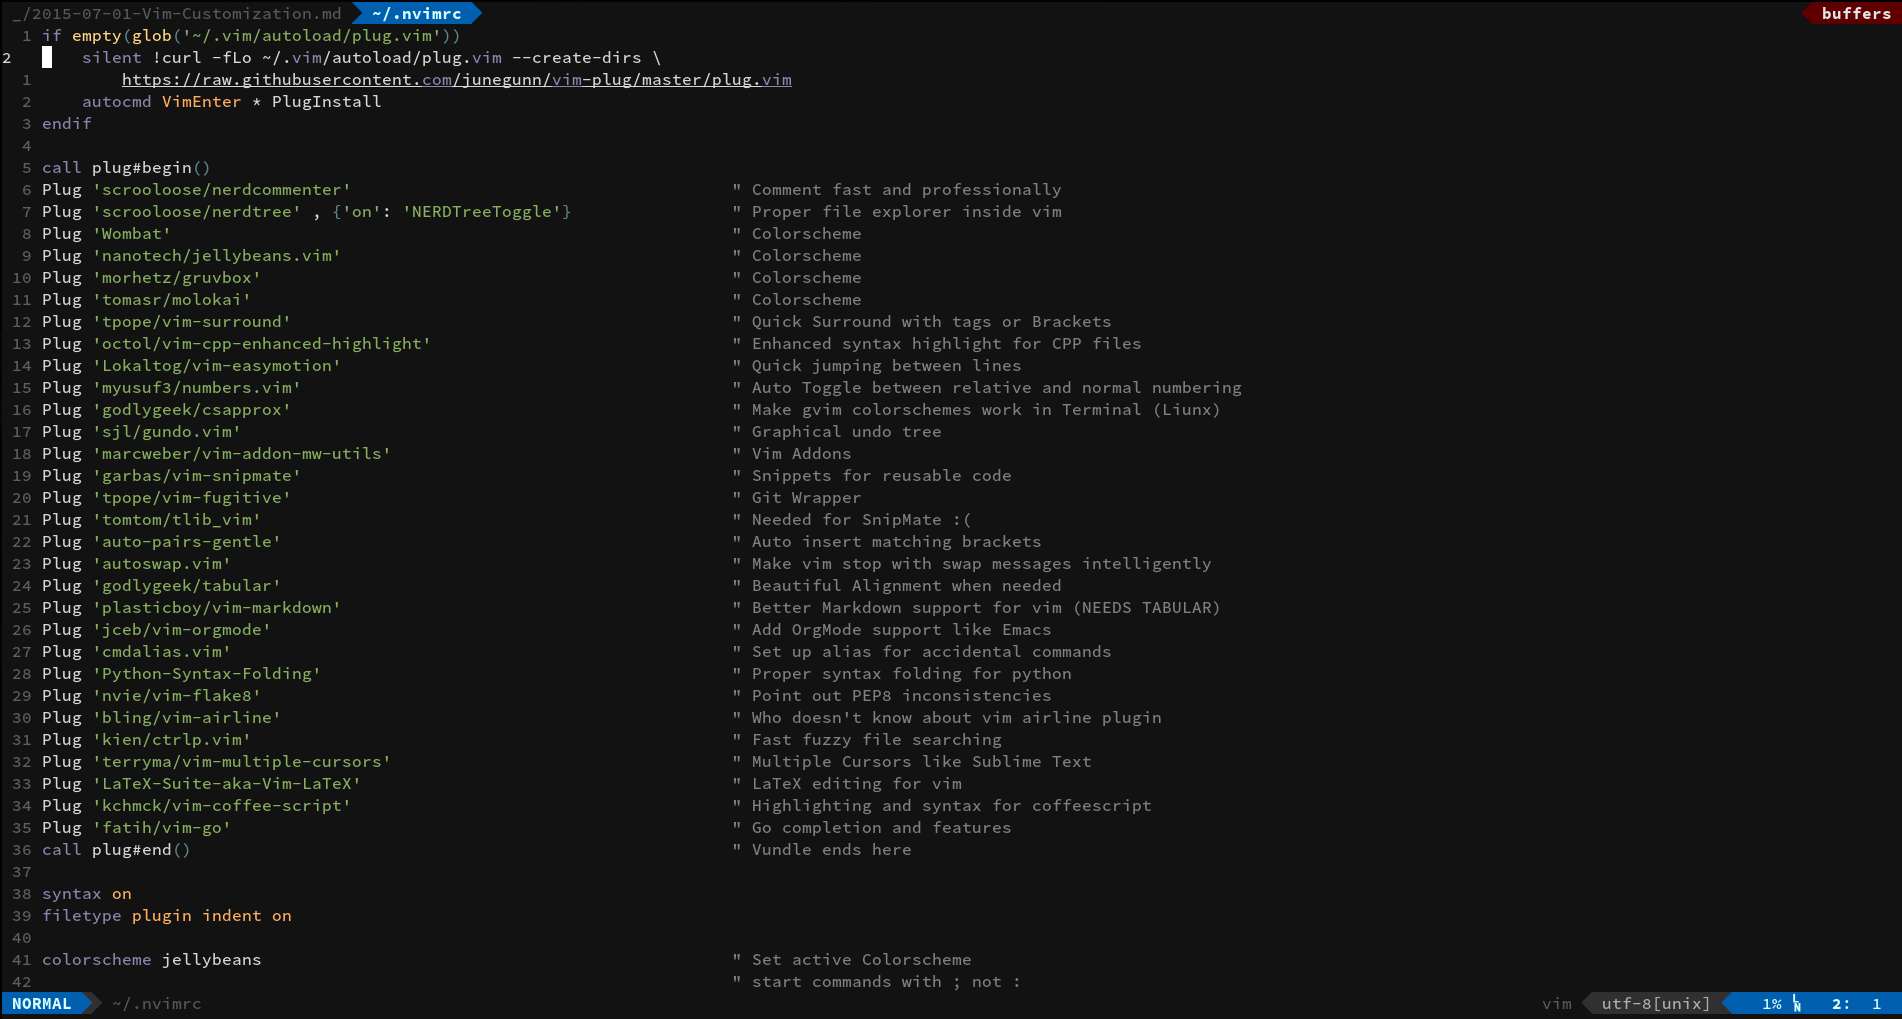 _/2015-07-01-Vim-Customization.md ~/.nvimrc buffers
1 if empty(glob('~/.vim/autoload/plug.vim'))
2 silent !curl -fLo ~/.vim/autoload/plug.vim --create-dirs \
1 https://raw.githubusercontent.com/junegunn/vim-plug/master/plug.vim
2 autocmd VimEnter * PlugInstall
3 endif
4
5 call plug#begin()
6 Plug 'scrooloose/nerdcommenter' " Comment fast and professionally
7 Plug 'scrooloose/nerdtree' , {'on': 'NERDTreeToggle'} " Proper file explorer inside vim
8 Plug 'Wombat' " Colorscheme
9 Plug 'nanotech/jellybeans.vim' " Colorscheme
10 Plug 'morhetz/gruvbox' " Colorscheme
11 Plug 'tomasr/molokai' " Colorscheme
12 Plug 'tpope/vim-surround' " Quick Surround with tags or Brackets
13 Plug 'octol/vim-cpp-enhanced-highlight' " Enhanced syntax highlight for CPP files
14 Plug 'Lokaltog/vim-easymotion' " Quick jumping between lines
15 Plug 'myusuf3/numbers.vim' " Auto Toggle between relative and normal numbering
16 Plug 'godlygeek/csapprox' " Make gvim colorschemes work in Terminal (Liunx)
17 Plug 'sjl/gundo.vim' " Graphical undo tree
18 Plug 'marcweber/vim-addon-mw-utils' " Vim Addons
19 Plug 'garbas/vim-snipmate' " Snippets for reusable code
20 Plug 'tpope/vim-fugitive' " Git Wrapper
21 Plug 'tomtom/tlib_vim' " Needed for SnipMate :(
22 Plug 'auto-pairs-gentle' " Auto insert matching brackets
23 Plug 'autoswap.vim' " Make vim stop with swap messages intelligently
24 Plug 'godlygeek/tabular' " Beautiful Alignment when needed
25 Plug 'plasticboy/vim-markdown' " Better Markdown support for vim (NEEDS TABULAR)
26 Plug 'jceb/vim-orgmode' " Add OrgMode support like Emacs
27 Plug 'cmdalias.vim' " Set up alias for accidental commands
28 Plug 'Python-Syntax-Folding' " Proper syntax folding for python
29 Plug 'nvie/vim-flake8' " Point out PEP8 inconsistencies
30 Plug 'bling/vim-airline' " Who doesn't know about vim airline plugin
31 Plug 'kien/ctrlp.vim' " Fast fuzzy file searching
32 Plug 'terryma/vim-multiple-cursors' " Multiple Cursors like Sublime Text
33 Plug 'LaTeX-Suite-aka-Vim-LaTeX' " LaTeX editing for vim
34 Plug 'kchmck/vim-coffee-script' " Highlighting and syntax for coffeescript
35 Plug 'fatih/vim-go' " Go completion and features
36 call plug#end() " Vundle ends here
37
38 syntax on
39 filetype plugin indent on
40
41 colorscheme jellybeans " Set active Colorscheme
42 " start commands with ; not :
NORMAL ~/.nvimrc vim utf-8[unix] 1% LN 2: 1